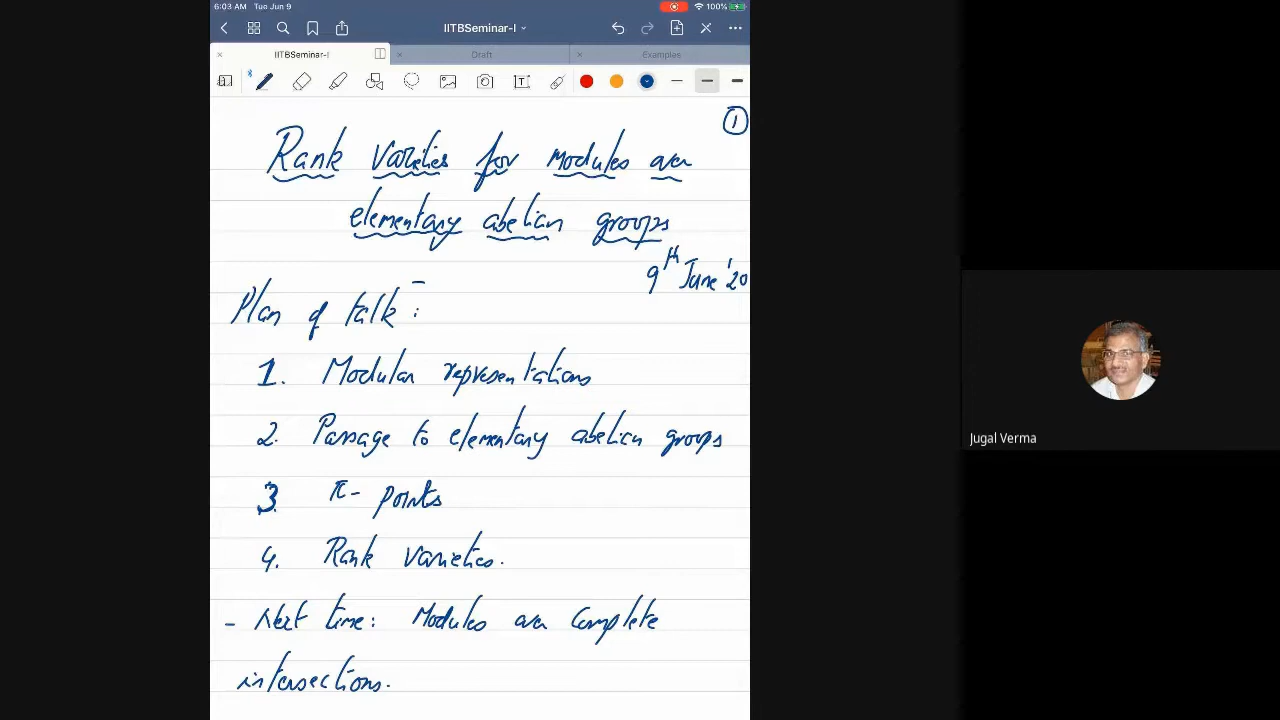 6:03 AM Tue Jun 9
100%
IITBSeminar-I
IITBSeminar-I
Draft
Examples
1
Rank varieties for modules over
elementary abelian groups
9th June '20
Plan of talk:
1. Modular representations
2. Passage to elementary abelian groups
3 π- points
4. Rank varieties.
- Next time: Modules over complete
intersections.
Jugal Verma